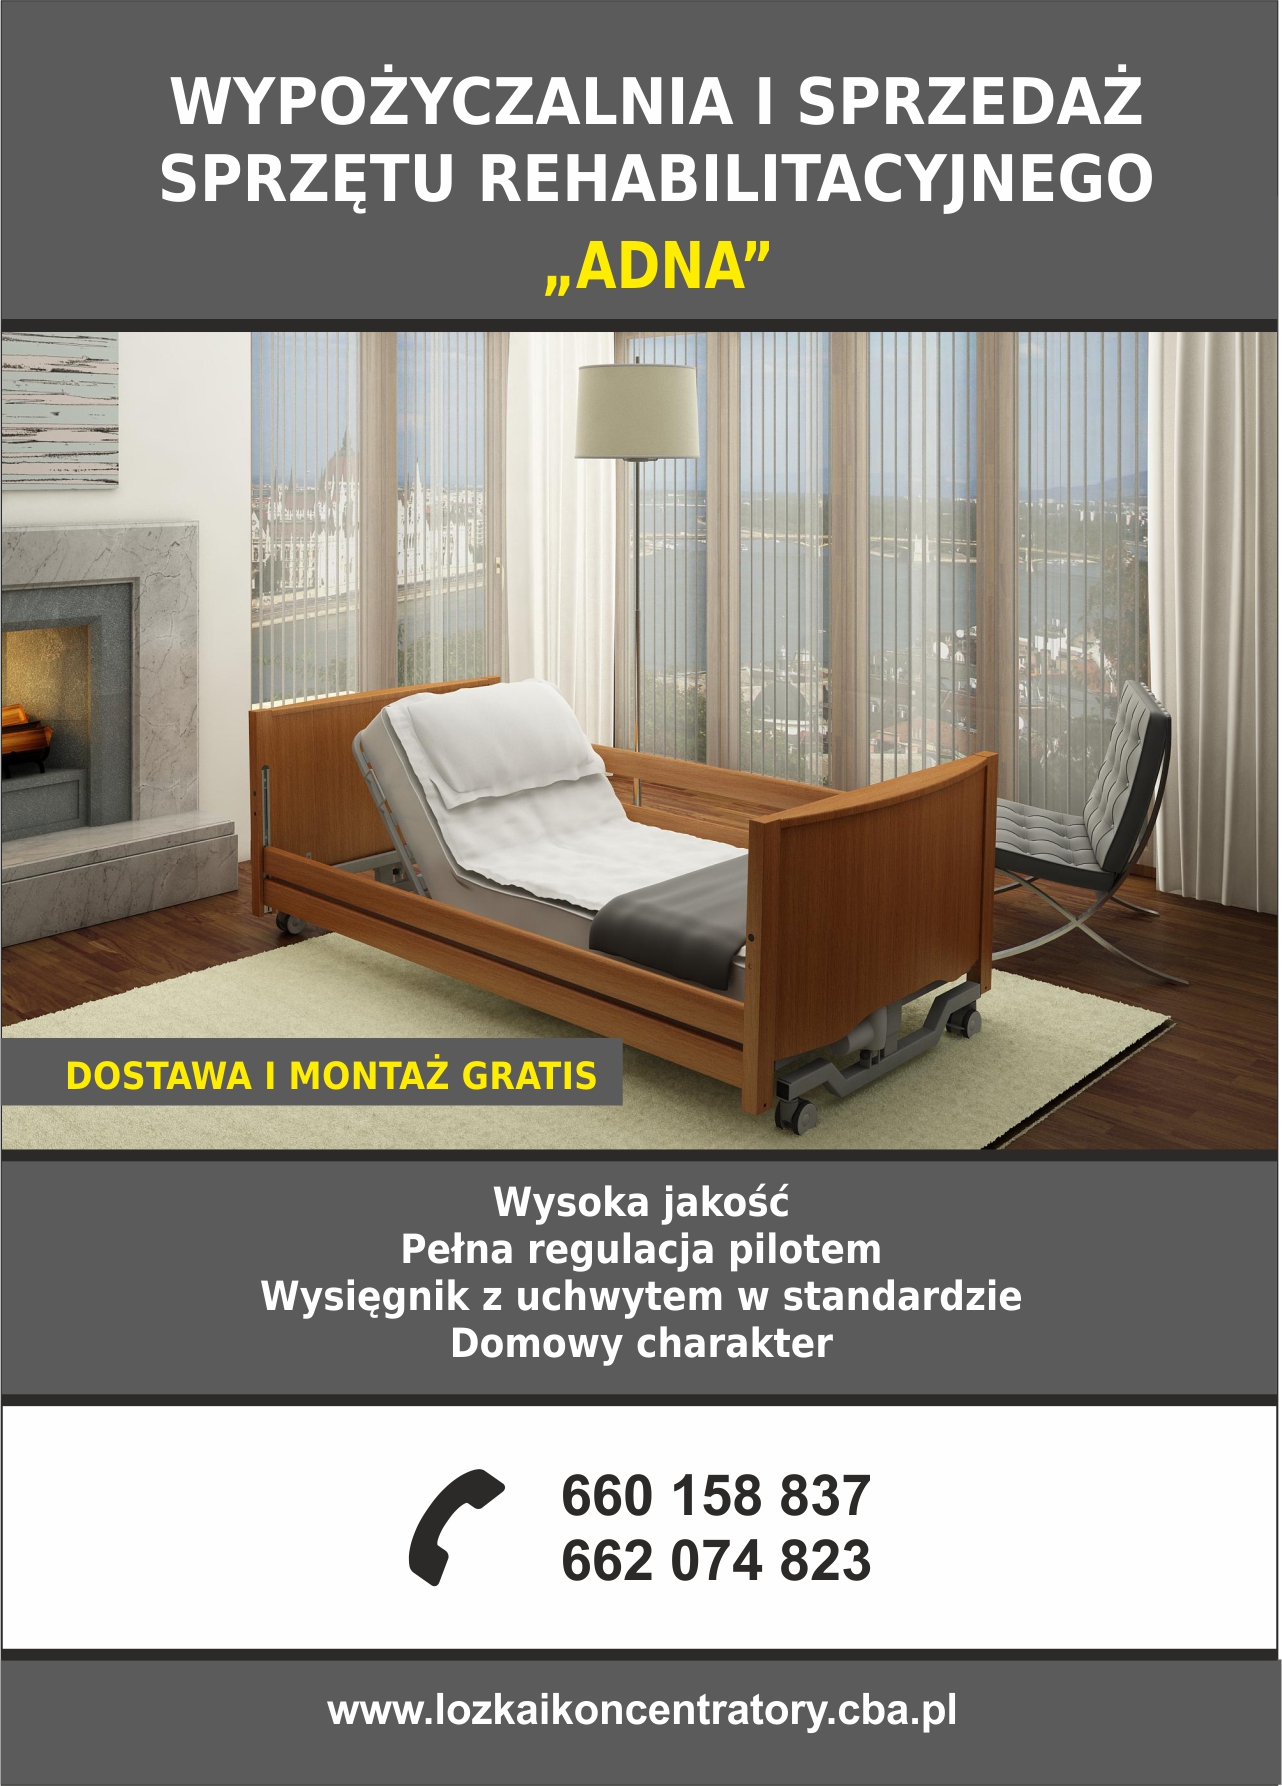 WYPOŻYCZALNIA I SPRZEDAŻ
SPRZĘTU REHABILITACYJNEGO
„ADNA”
DOSTAWA I MONTAŻ GRATIS
Wysoka jakość
Pełna regulacja pilotem
Wysięgnik z uchwytem w standardzie
Domowy charakter
660 158 837
662 074 823
www.lozkaikoncentratory.cba.pl